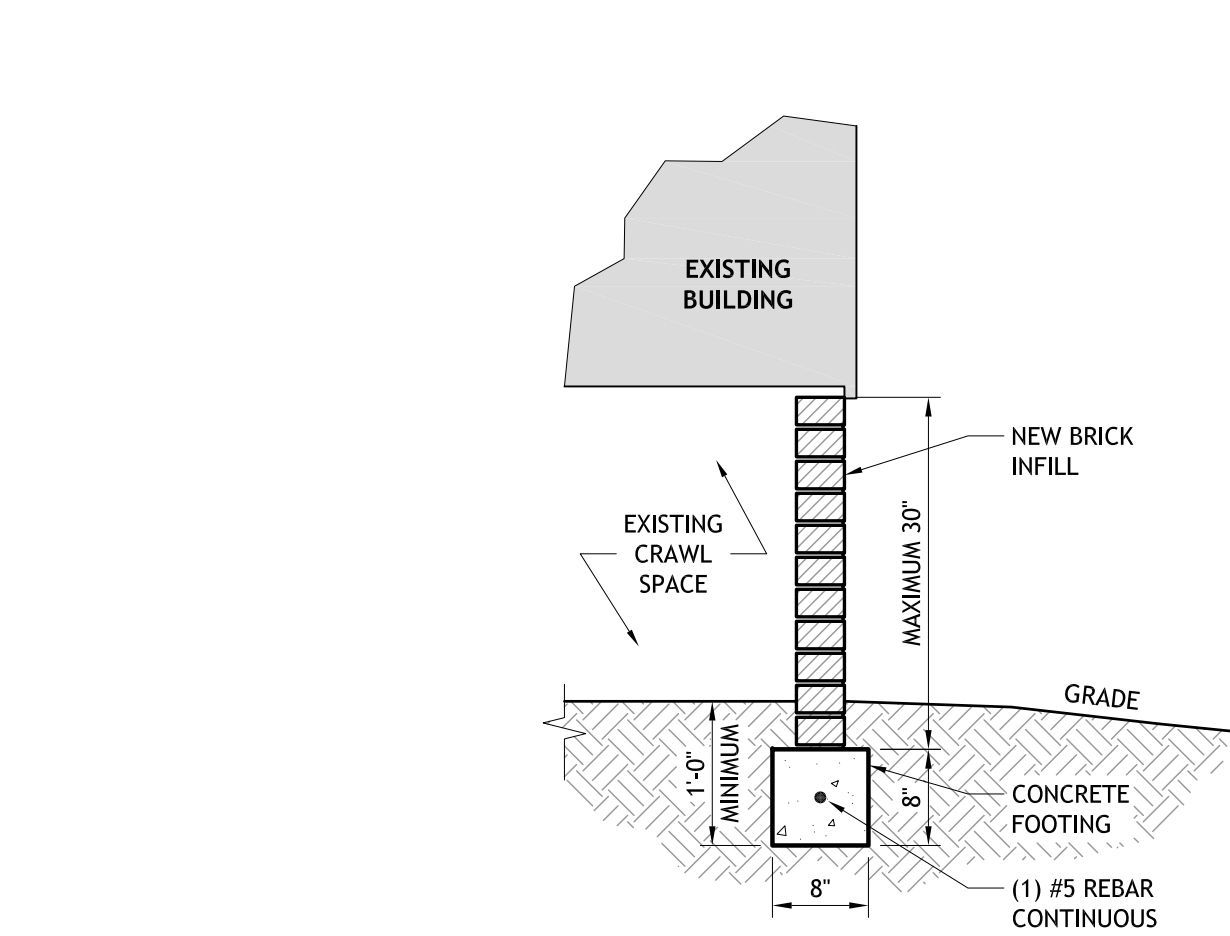 EXISTING
BUILDING
NEW BRICK
INFILL
EXISTING
CRAWL
SPACE
MAXIMUM 30"
GRADE
1'-0"
MINIMUM
8"
CONCRETE
FOOTING
8"
(1) #5 REBAR
CONTINUOUS